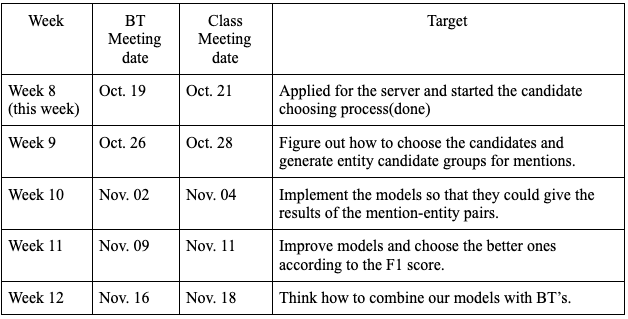 Week BT Meeting date Class Meeting date Target
Week 8 (this week) Oct. 19 Oct. 21 Applied for the server and started the candidate choosing process(done)
Week 9 Oct. 26 Oct. 28 Figure out how to choose the candidates and generate entity candidate groups for mentions.
Week 10 Nov. 02 Nov. 04 Implement the models so that they could give the results of the mention-entity pairs.
Week 11 Nov. 09 Nov. 11 Improve models and choose the better ones according to the F1 score.
Week 12 Nov. 16 Nov. 18 Think how to combine our models with BT’s.